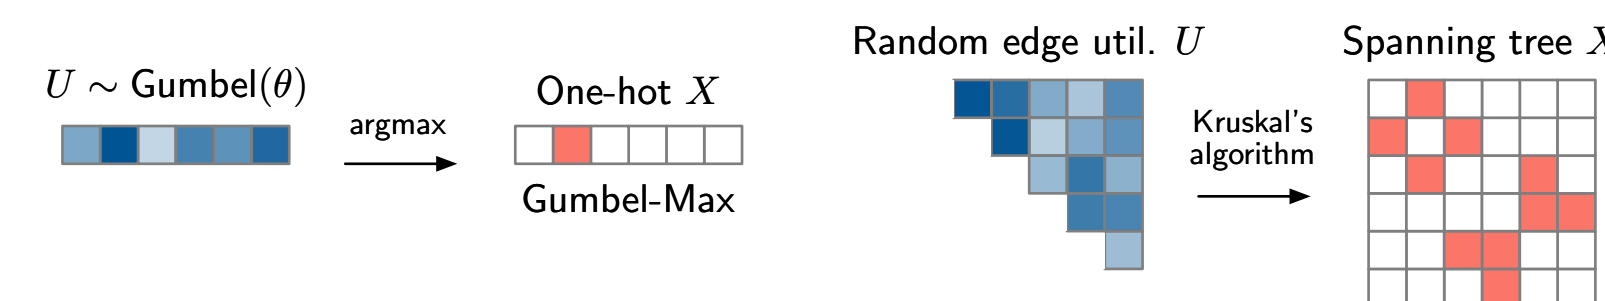 U ∼ Gumbel(θ)
argmax
One-hot X
Gumbel-Max
Random edge util. U
Kruskal's
algorithm
Spanning tree X